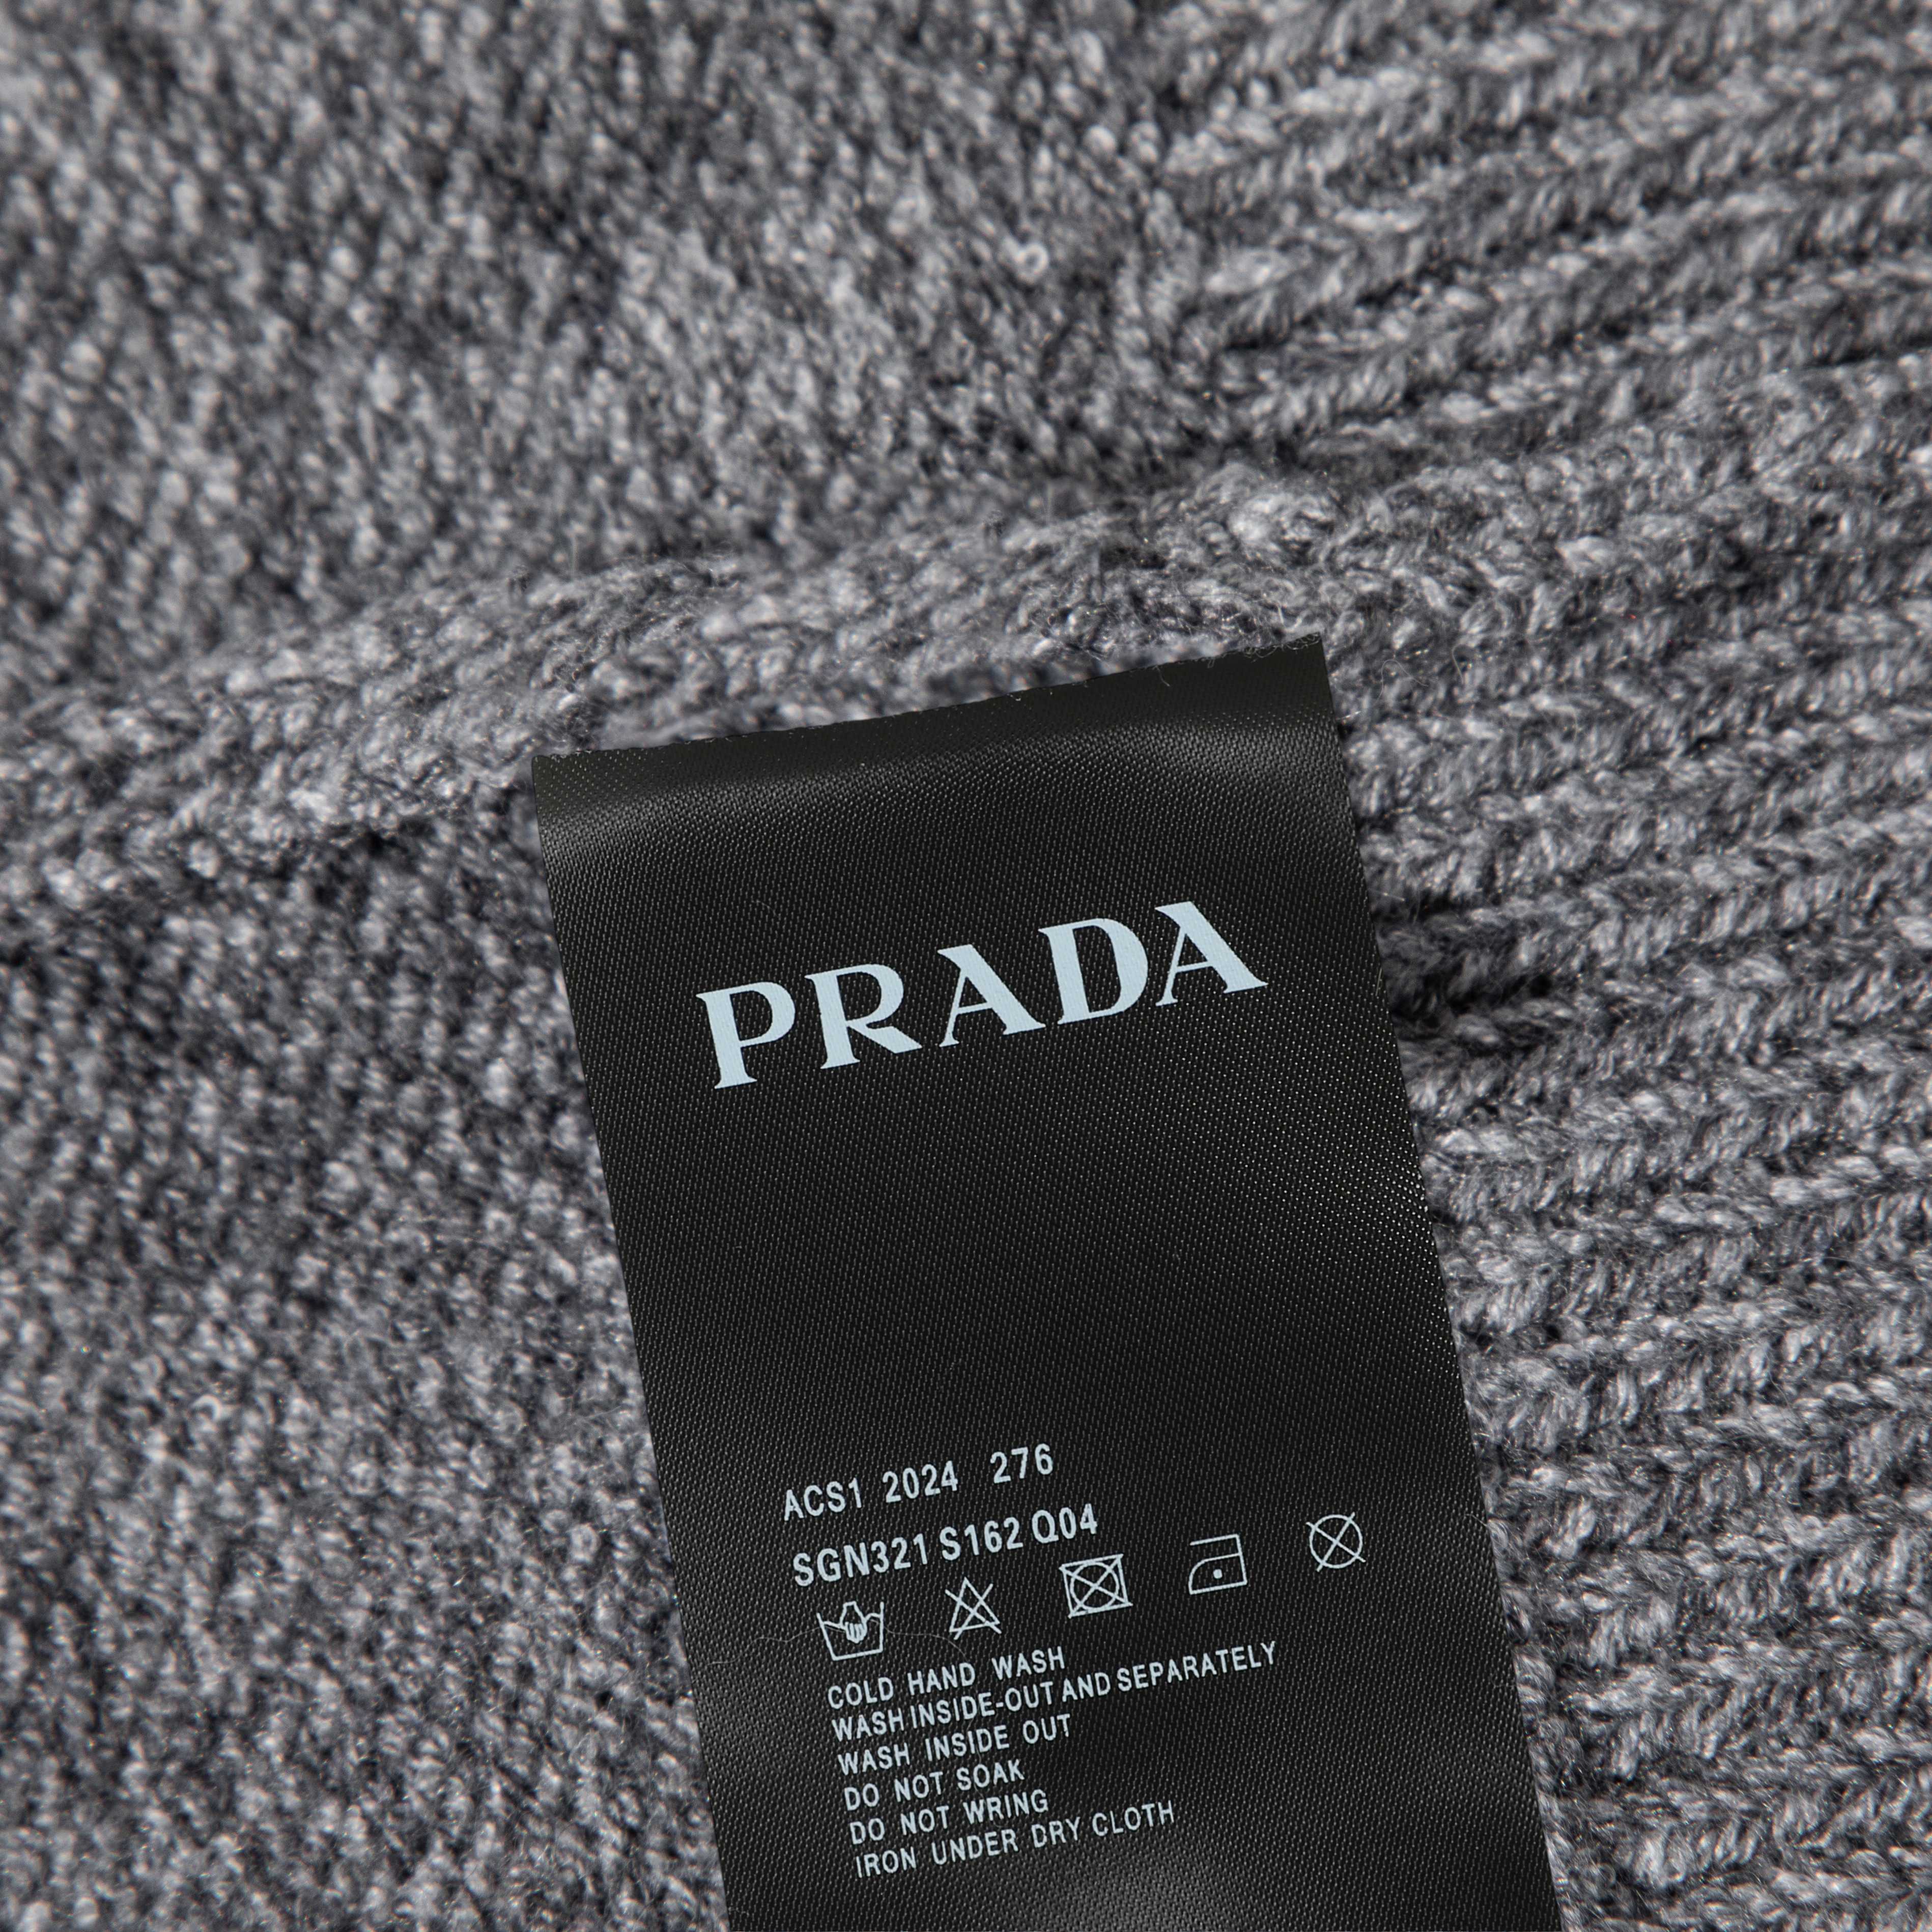 PRADA
ACS1 2024 276
SGN321 S162 Q04
COLD HAND WASH
WASH INSIDE-OUT AND SEPARATELY
WASH INSIDE OUT
DO NOT SOAK
DO NOT WRING
IRON UNDER DRY CLOTH